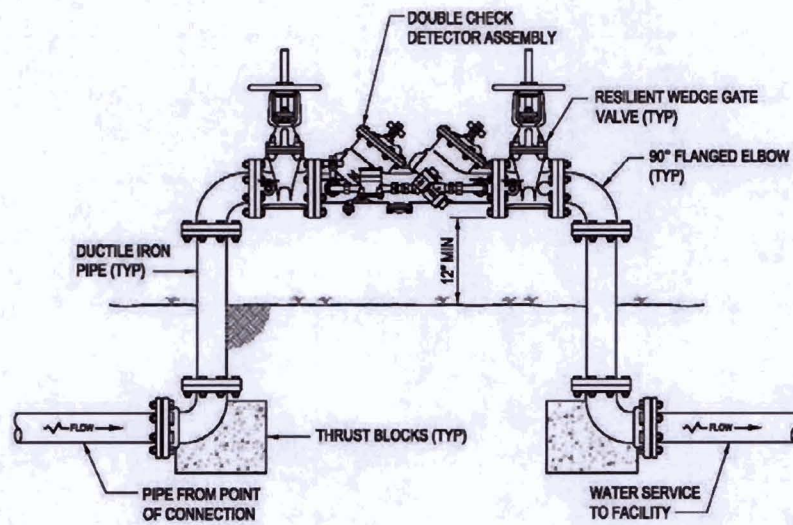 DOUBLE CHECK
DETECTOR ASSEMBLY
RESILIENT WEDGE GATE
VALVE (TYP)
90° FLANGED ELBOW
(TYP)
DUCTILE IRON
PIPE (TYP)
12" MIN
FLOW
THRUST BLOCKS (TYP)
FLOW
PIPE FROM POINT
OF CONNECTION
WATER SERVICE
TO FACILITY